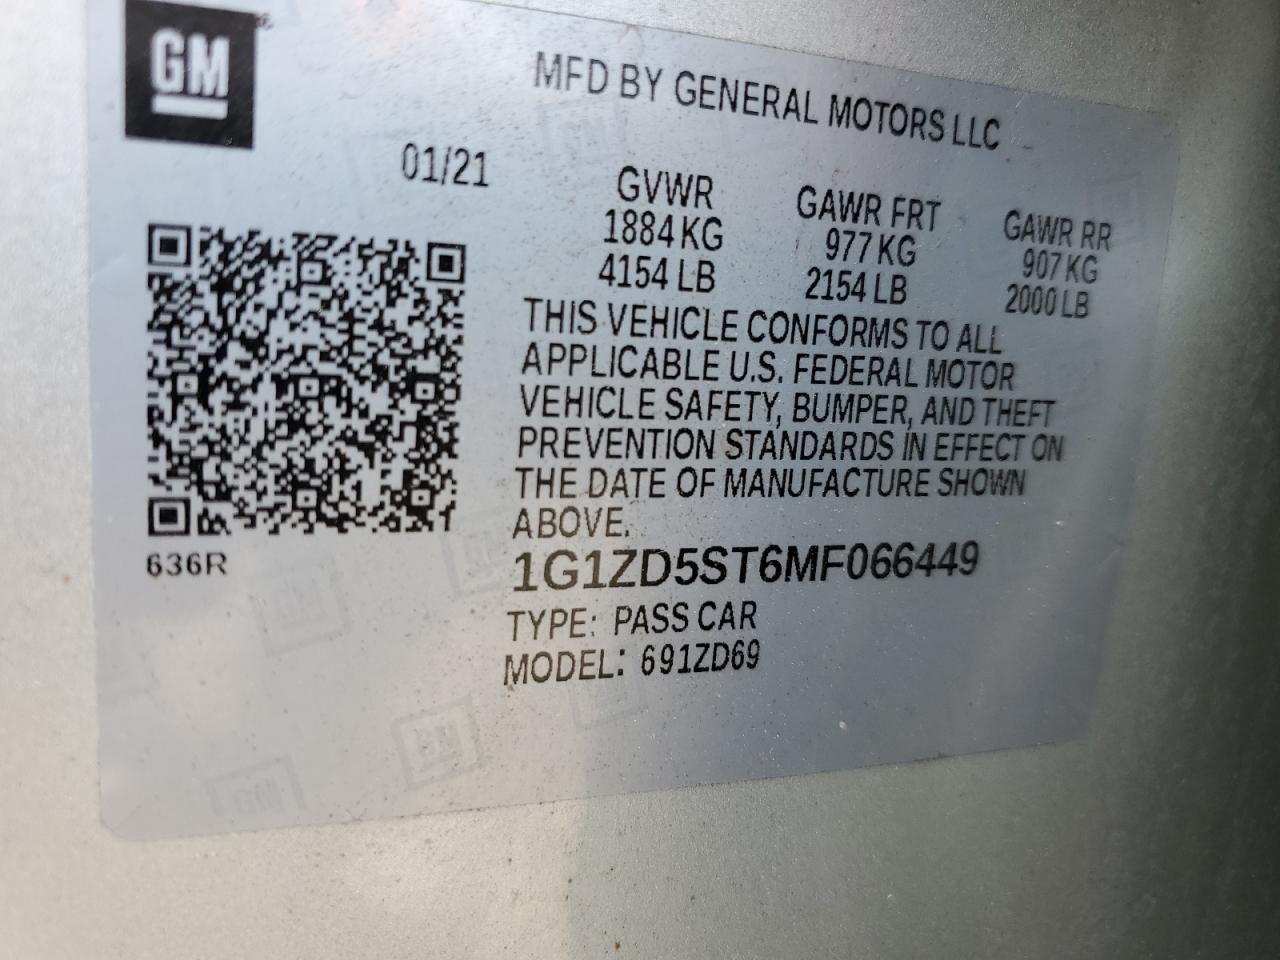 GM
MFD BY GENERAL MOTORS LLC
01/21
GVWR GAWR FRT GAWR RR
1884 KG 977 KG 907 KG
4154 LB 2154 LB 2000 LB
THIS VEHICLE CONFORMS TO ALL
APPLICABLE U.S. FEDERAL MOTOR
VEHICLE SAFETY, BUMPER, AND THEFT
PREVENTION STANDARDS IN EFFECT ON
THE DATE OF MANUFACTURE SHOWN
ABOVE.
636R
1G1ZD5ST6MF066449
TYPE: PASS CAR
MODEL: 691ZD69